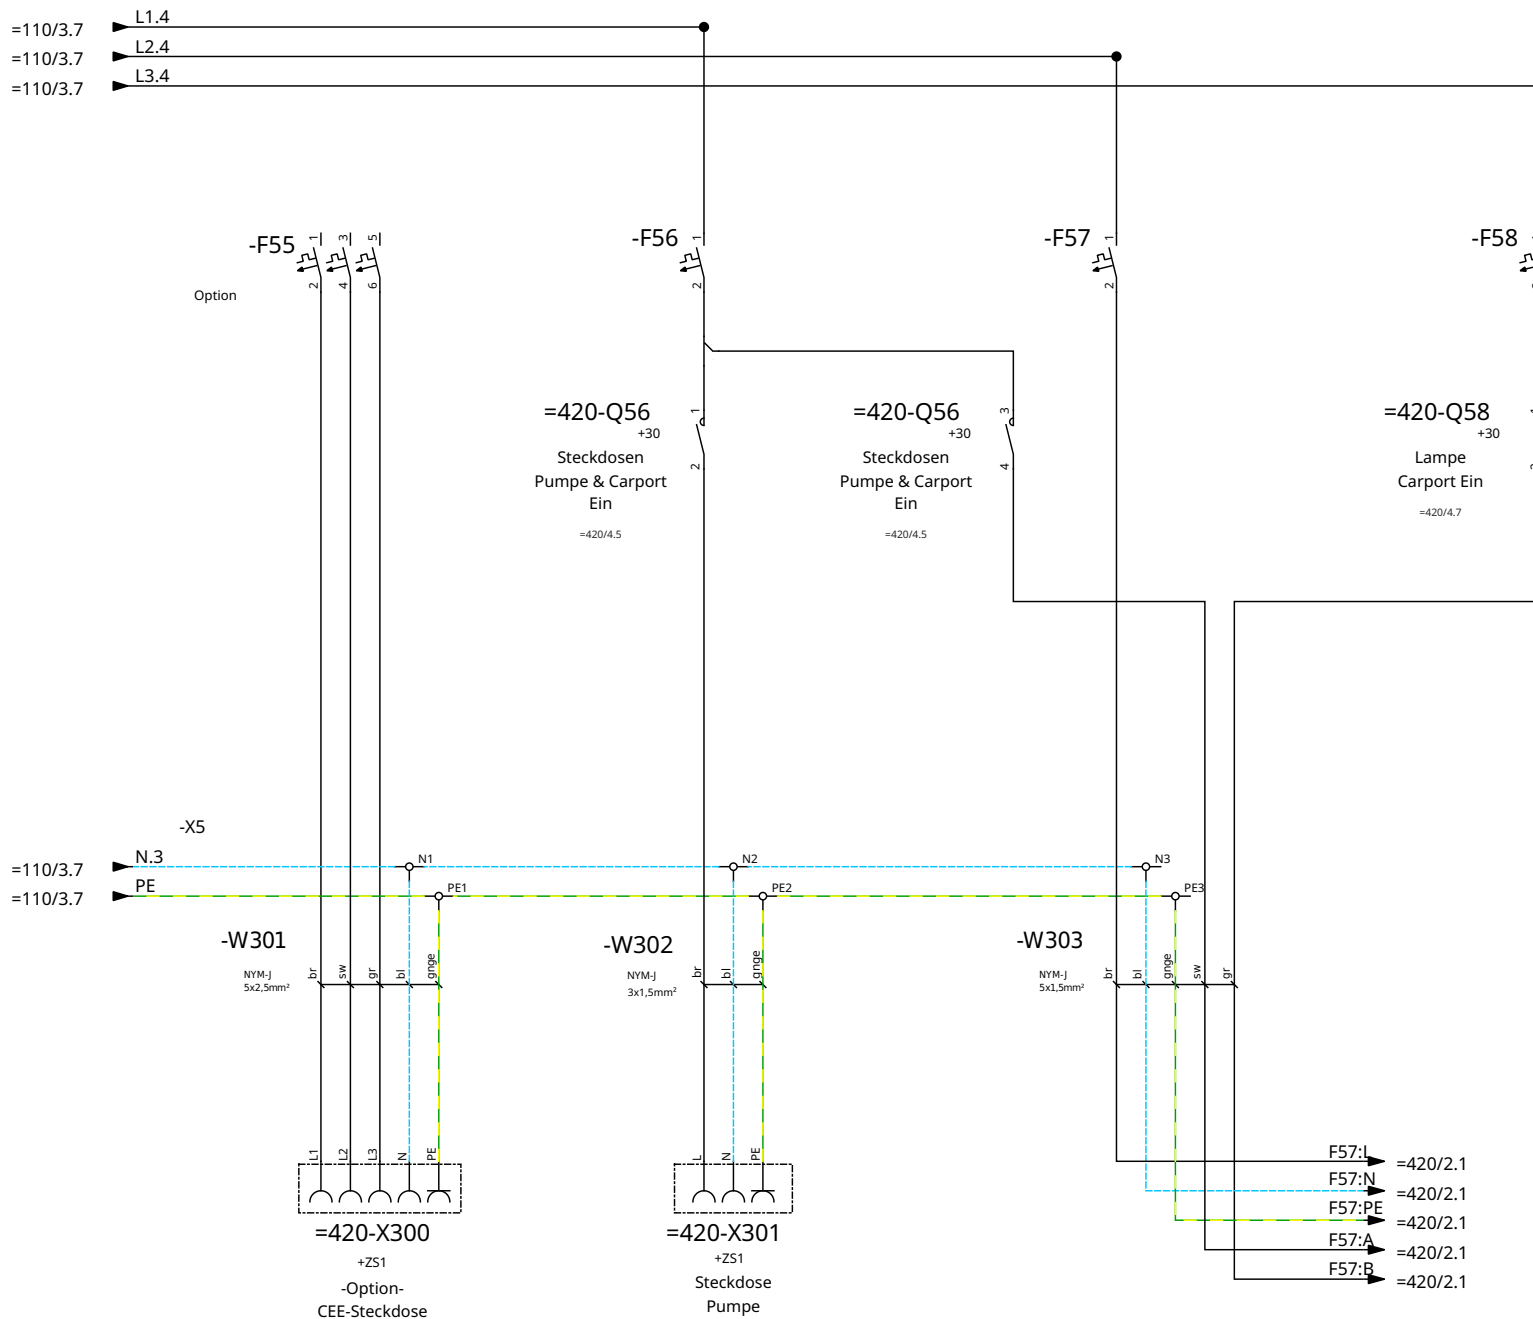 L1.4
=110/3.7
L2.4
=110/3.7
L3.4
=110/3.7
-F55
1
3
5
2
4
6
Option
-F56
1
2
-F57
1
2
-F58
=420-Q56
+30
1
2
Steckdosen
Pumpe & Carport
Ein
=420/4.5
=420-Q56
+30
3
4
Steckdosen
Pumpe & Carport
Ein
=420/4.5
=420-Q58
+30
Lampe
Carport Ein
=420/4.7
-X5
N.3
=110/3.7
N1
N2
N3
PE
=110/3.7
PE1
PE2
PE3
-W301
NYM-J
5x2,5mm²
br
sw
gr
bl
gnge
-W302
NYM-J
3x1,5mm²
br
bl
gnge
-W303
NYM-J
5x1,5mm²
br
bl
gnge
sw
gr
L1
L2
L3
N
PE
=420-X300
+ZS1
-Option-
CEE-Steckdose
L
N
PE
=420-X301
+ZS1
Steckdose
Pumpe
F57:L
=420/2.1
F57:N
=420/2.1
F57:PE
=420/2.1
F57:A
=420/2.1
F57:B
=420/2.1